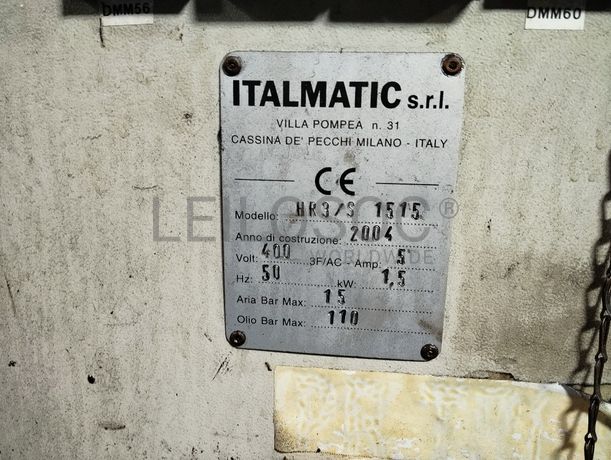 DMM56
DMM60
ITALMATIC s.r.l.
VILLA POMPEA n. 31
CASSINA DE' PECCHI MILANO - ITALY
CE
Modello: HR3/S 1515
Anno di costruzione: 2004
Volt: 400 3F/AC - Amp: 5
Hz: 50 kW: 1,5
Aria Bar Max: 15
Olio Bar Max: 110
LEILOSOC®
WORLDWIDE